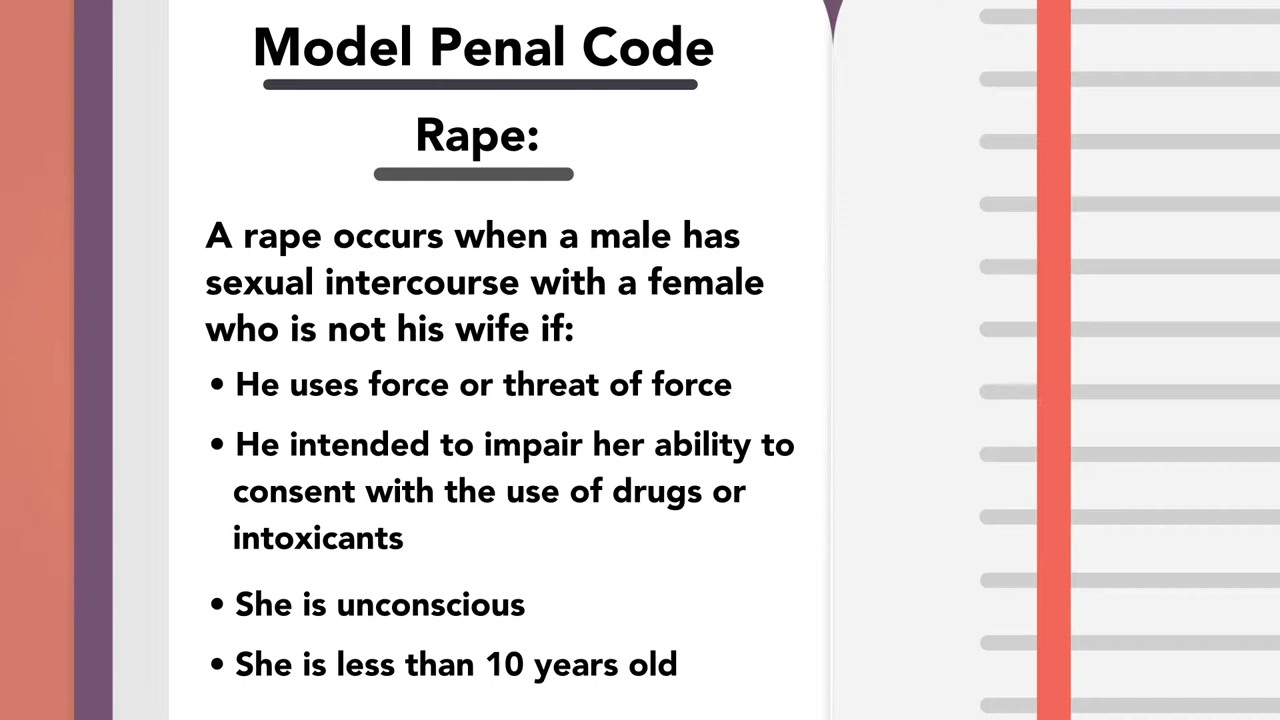 Model Penal Code
Rape:
A rape occurs when a male has
sexual intercourse with a female
who is not his wife if:
• He uses force or threat of force
• He intended to impair her ability to
consent with the use of drugs or
intoxicants
• She is unconscious
• She is less than 10 years old